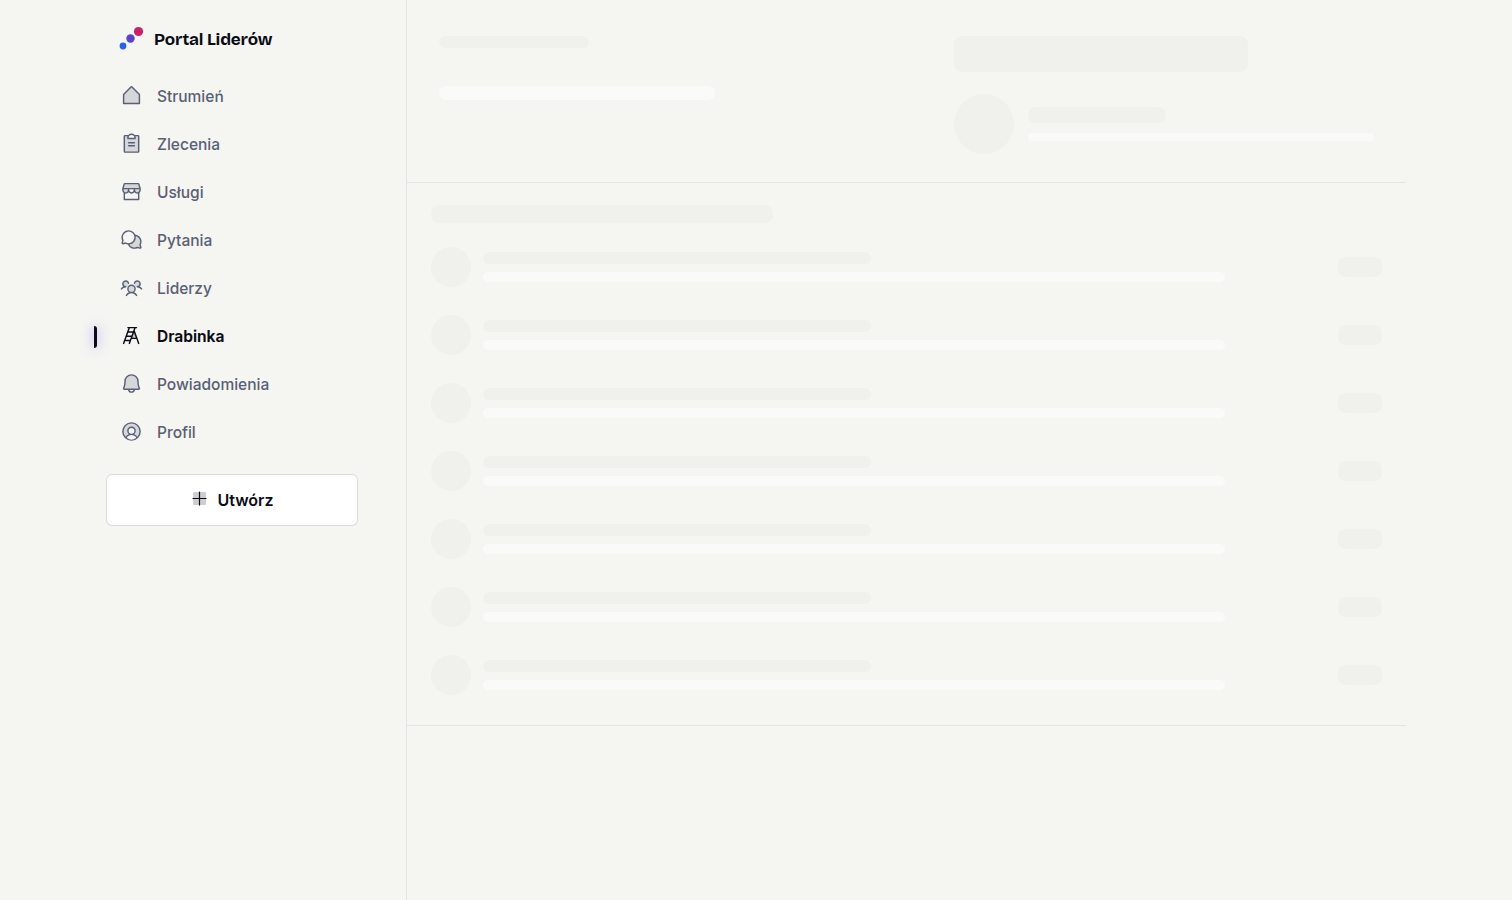 Portal Liderów
Strumień
Zlecenia
Usługi
Pytania
Liderzy
Drabinka
Powiadomienia
Profil
Utwórz